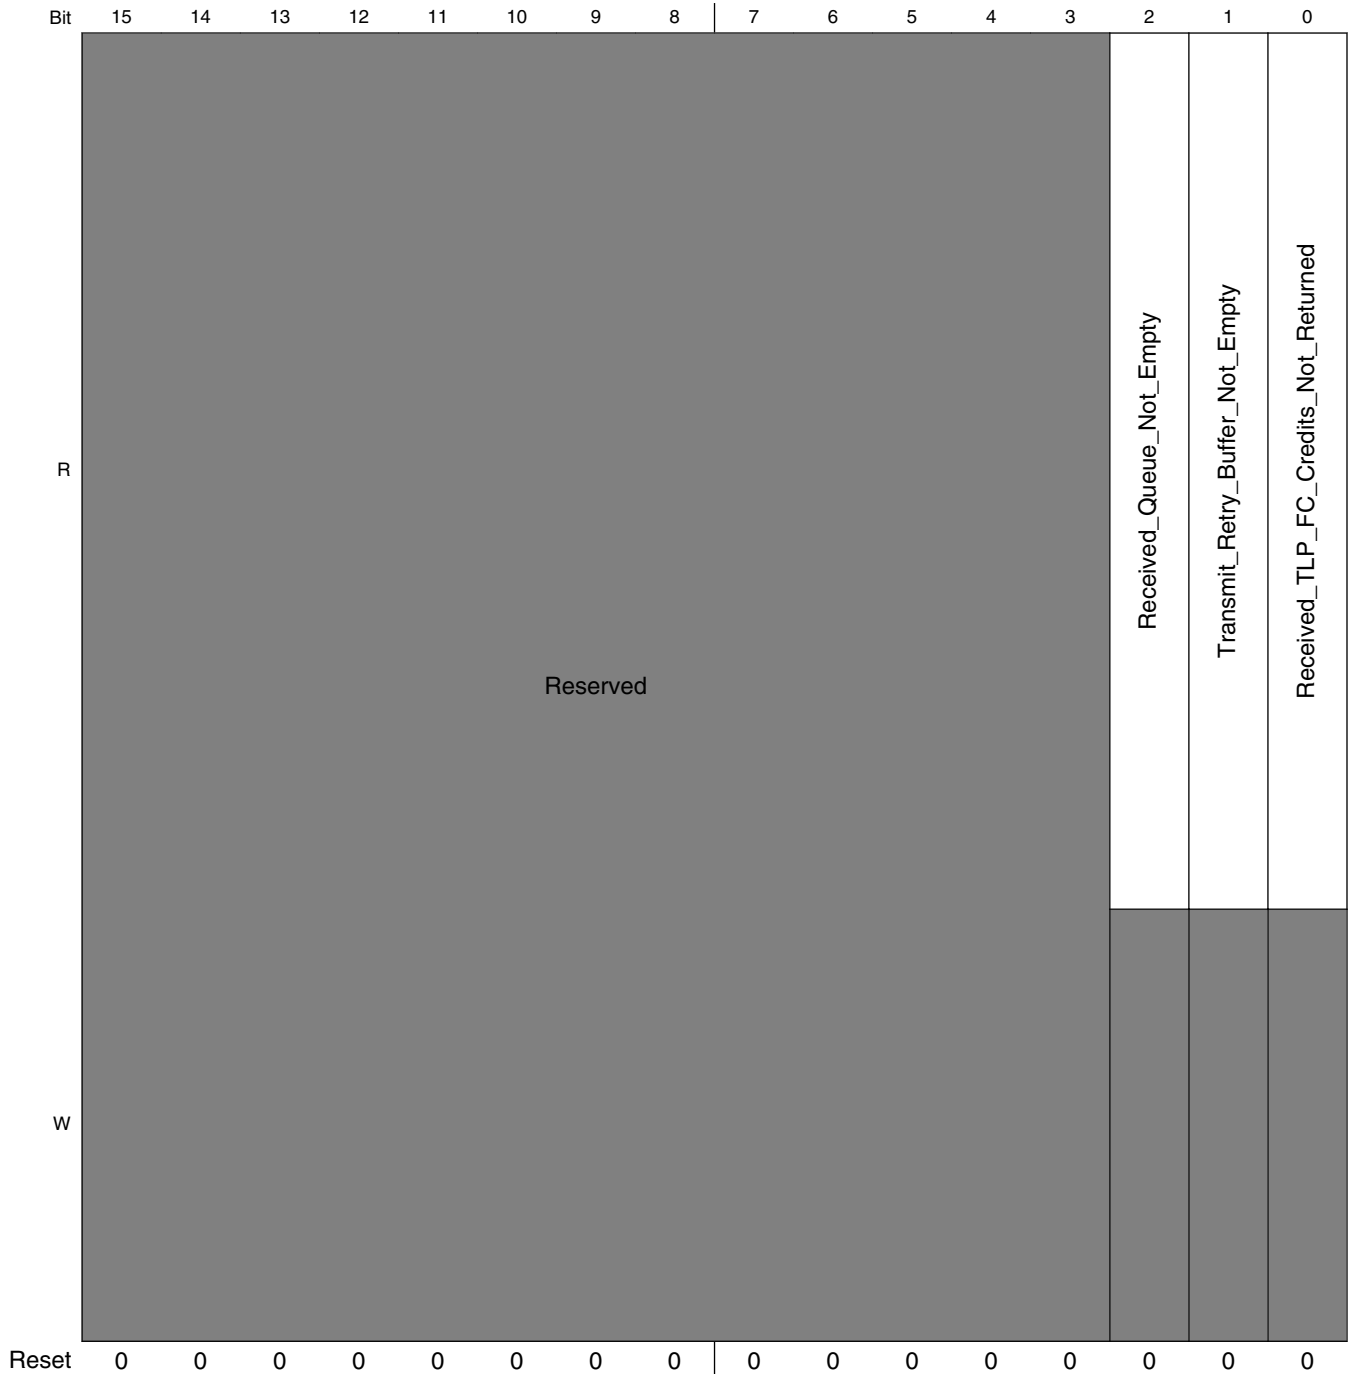 Bit 15 14 13 12 11 10 9 8 7 6 5 4 3 2 1 0
R
Reserved
Received_Queue_Not_Empty
Transmit_Retry_Buffer_Not_Empty
Received_TLP_FC_Credits_Not_Returned
W
Reset 0 0 0 0 0 0 0 0 0 0 0 0 0 0 0 0